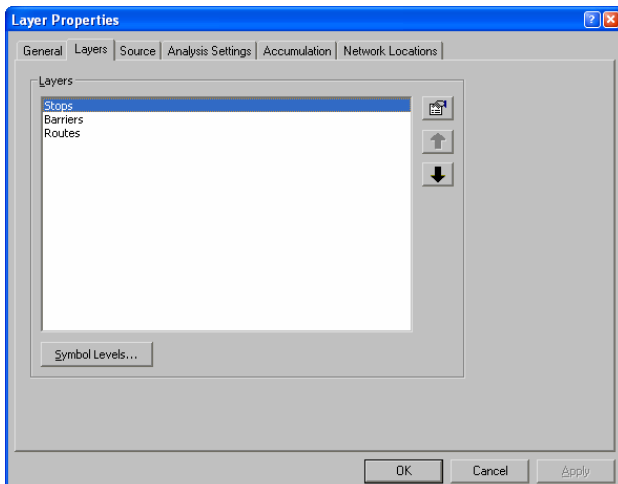 Layer Properties
General Layers Source Analysis Settings Accumulation Network Locations
Layers
Stops
Barriers
Routes
Symbol Levels...
OK Cancel Apply